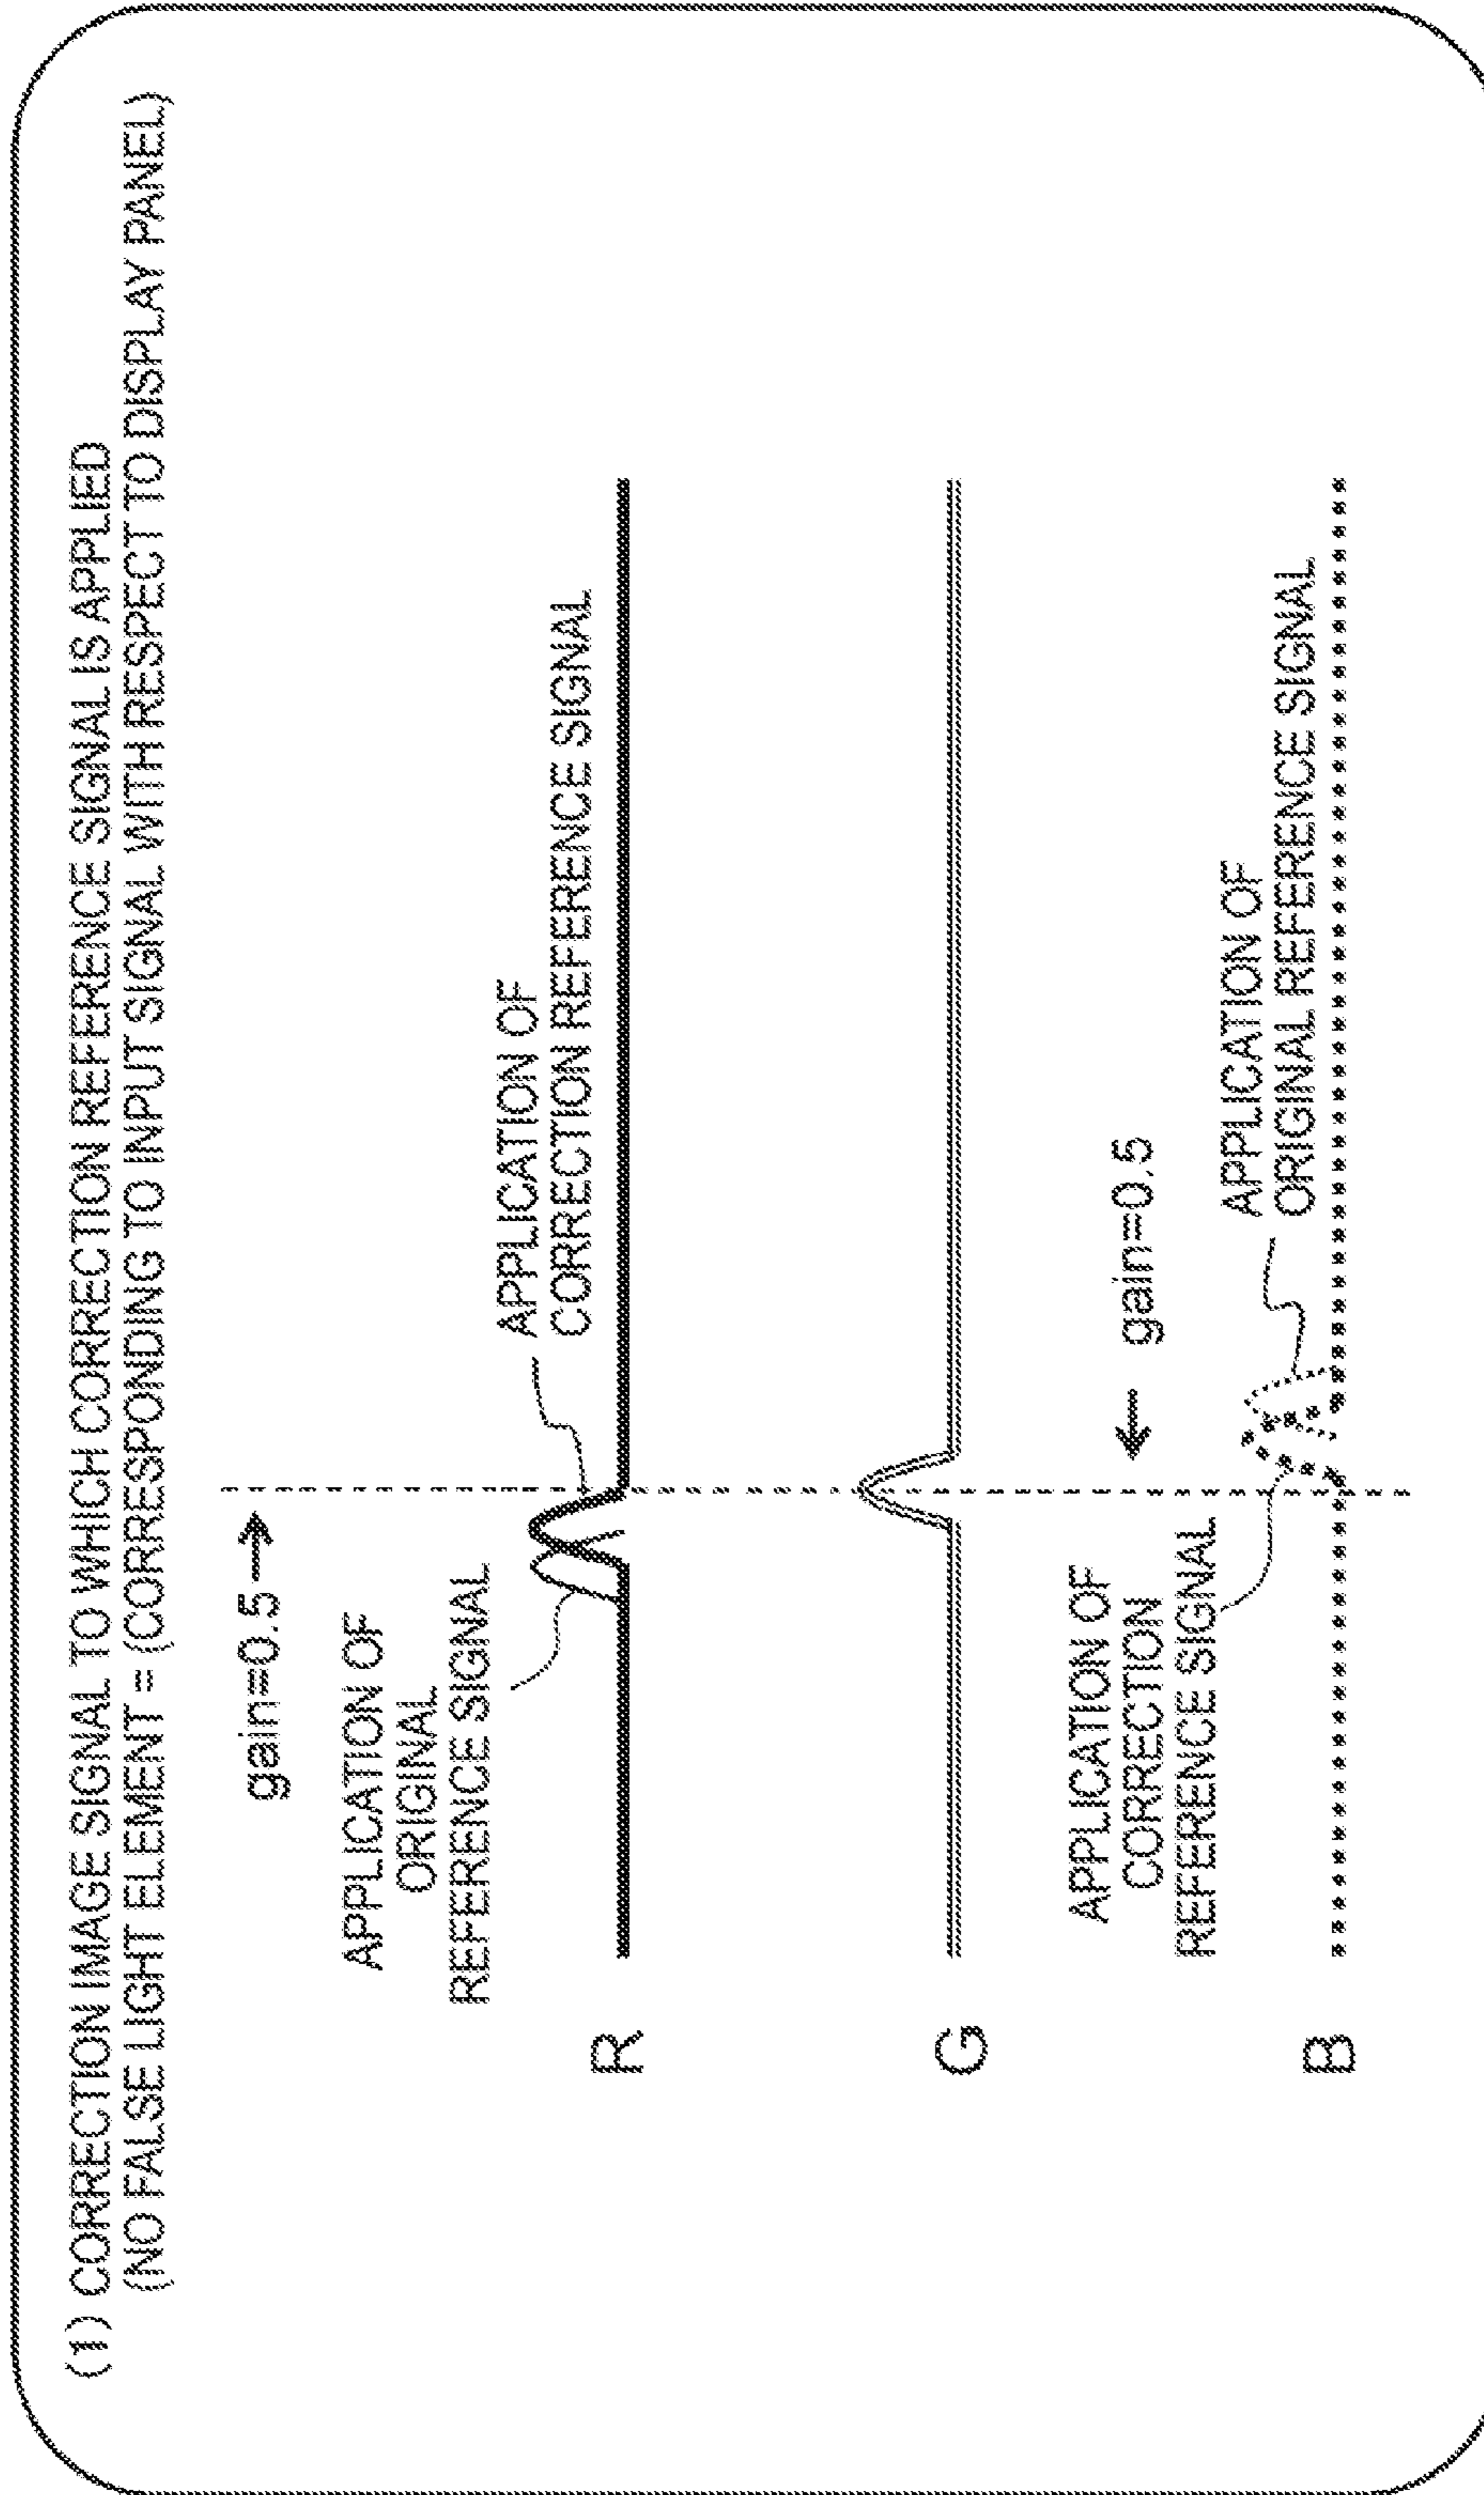 (1) CORRECTION IMAGE SIGNAL TO WHICH CORRECTION REFERENCE SIGNAL IS APPLIED
(NO FALSE LIGHT ELEMENT = (CORRESPONDING TO INPUT SIGNAL WITH RESPECT TO DISPLAY PANEL)
gain=0.5→
APPLICATION OF
ORIGINAL
REFERENCE SIGNAL
APPLICATION OF
CORRECTION REFERENCE SIGNAL
R
G
← gain=0.5
APPLICATION OF
CORRECTION
REFERENCE SIGNAL
APPLICATION OF
ORIGINAL REFERENCE SIGNAL
B